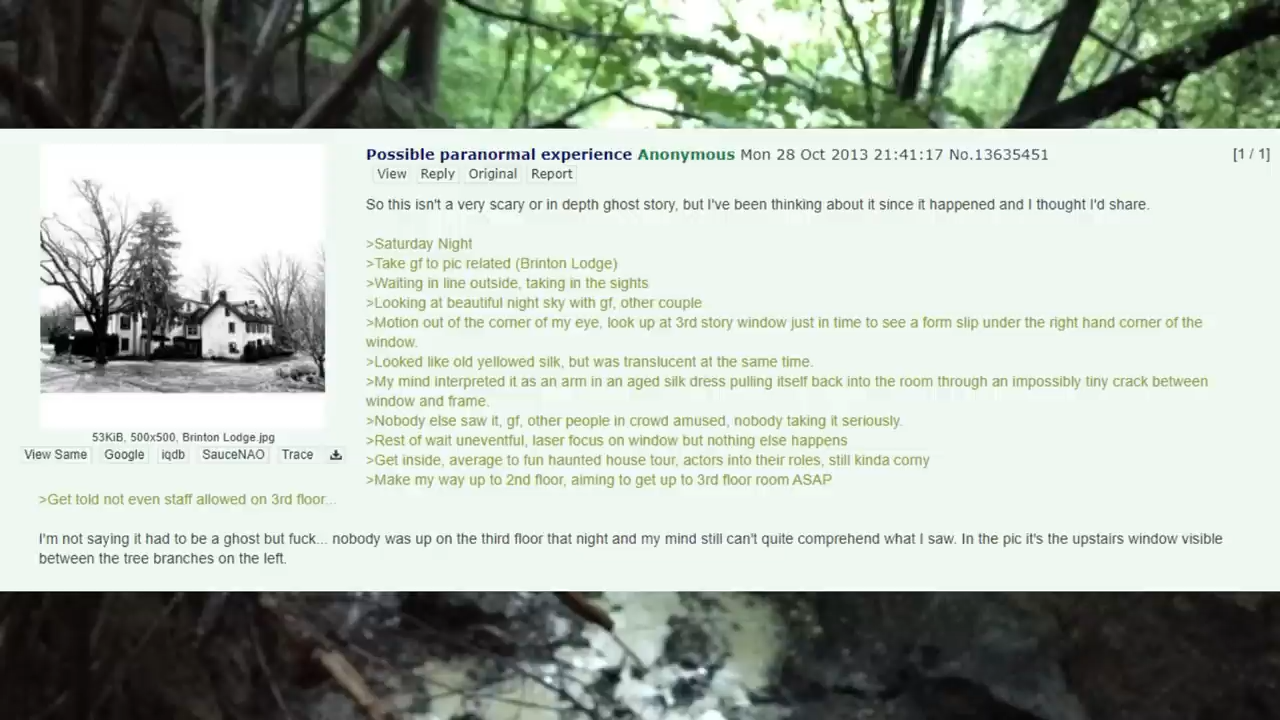 Possible paranormal experience Anonymous Mon 28 Oct 2013 21:41:17 No.13635451 [1 / 1]
View Reply Original Report
So this isn't a very scary or in depth ghost story, but I've been thinking about it since it happened and I thought I'd share.
>Saturday Night
>Take gf to pic related (Brinton Lodge)
>Waiting in line outside, taking in the sights
>Looking at beautiful night sky with gf, other couple
>Motion out of the corner of my eye, look up at 3rd story window just in time to see a form slip under the right hand corner of the
window.
>Looked like old yellowed silk, but was translucent at the same time.
>My mind interpreted it as an arm in an aged silk dress pulling itself back into the room through an impossibly tiny crack between
window and frame.
>Nobody else saw it, gf, other people in crowd amused, nobody taking it seriously.
>Rest of wait uneventful, laser focus on window but nothing else happens
>Get inside, average to fun haunted house tour, actors into their roles, still kinda corny
>Make my way up to 2nd floor, aiming to get up to 3rd floor room ASAP
53KiB, 500x500, Brinton Lodge.jpg
View Same Google iqdb SauceNAO Trace
>Get told not even staff allowed on 3rd floor...
I'm not saying it had to be a ghost but fuck... nobody was up on the third floor that night and my mind still can't quite comprehend what I saw. In the pic it's the upstairs window visible
between the tree branches on the left.